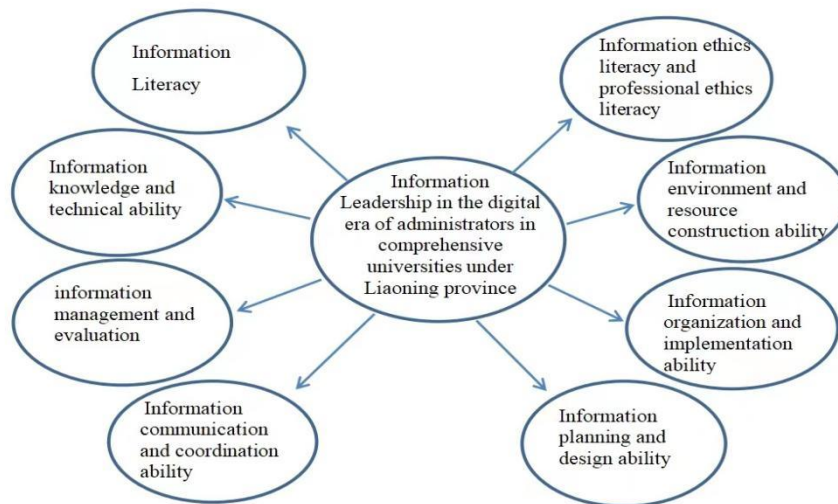 Information
Literacy
Information ethics
literacy and
professional ethics
literacy
Information
knowledge and
technical ability
Information
Leadership in the digital
era of administrators in
comprehensive
universities under
Liaoning province
Information
environment and
resource
construction ability
information
management and
evaluation
Information
organization and
implementation
ability
Information
communication
and coordination
ability
Information
planning and
design ability